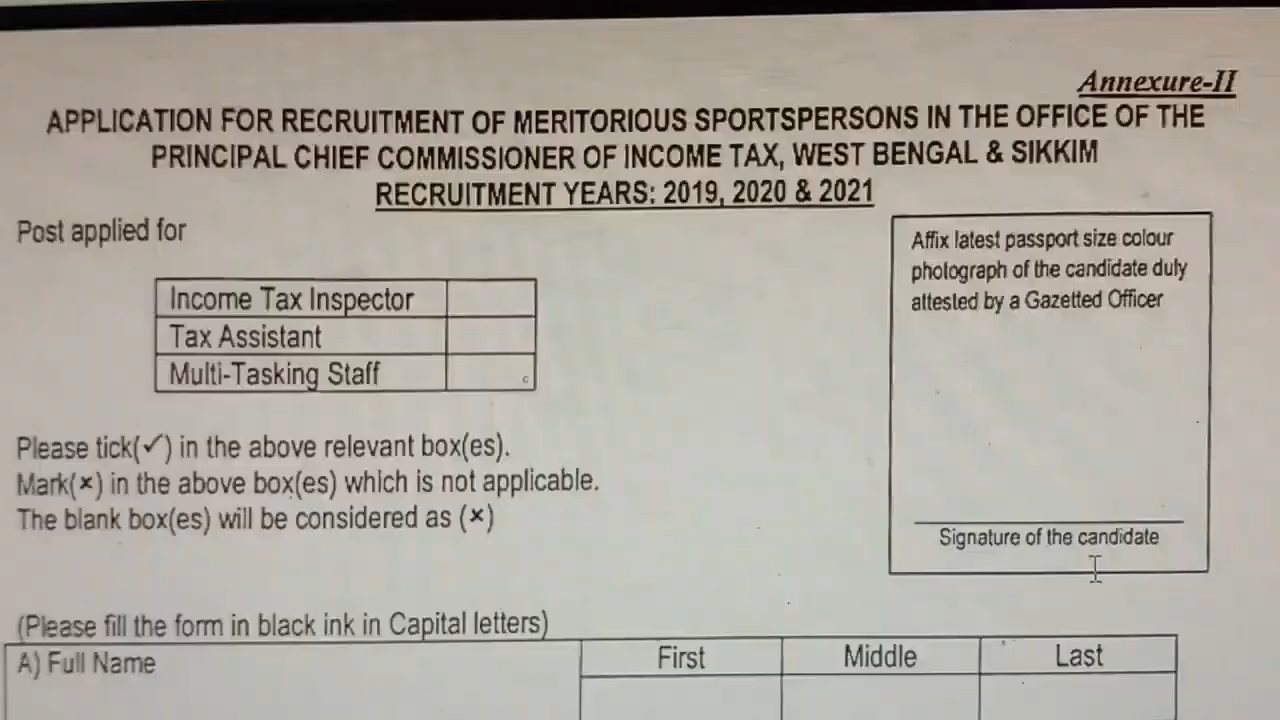 Annexure-II
APPLICATION FOR RECRUITMENT OF MERITORIOUS SPORTSPERSONS IN THE OFFICE OF THE
PRINCIPAL CHIEF COMMISSIONER OF INCOME TAX, WEST BENGAL & SIKKIM
RECRUITMENT YEARS: 2019, 2020 & 2021
Post applied for
Income Tax Inspector
Tax Assistant
Multi-Tasking Staff
Affix latest passport size colour
photograph of the candidate duly
attested by a Gazetted Officer
Signature of the candidate
Please tick(✓) in the above relevant box(es).
Mark(×) in the above box(es) which is not applicable.
The blank box(es) will be considered as (×)
(Please fill the form in black ink in Capital letters)
A) Full Name First Middle Last